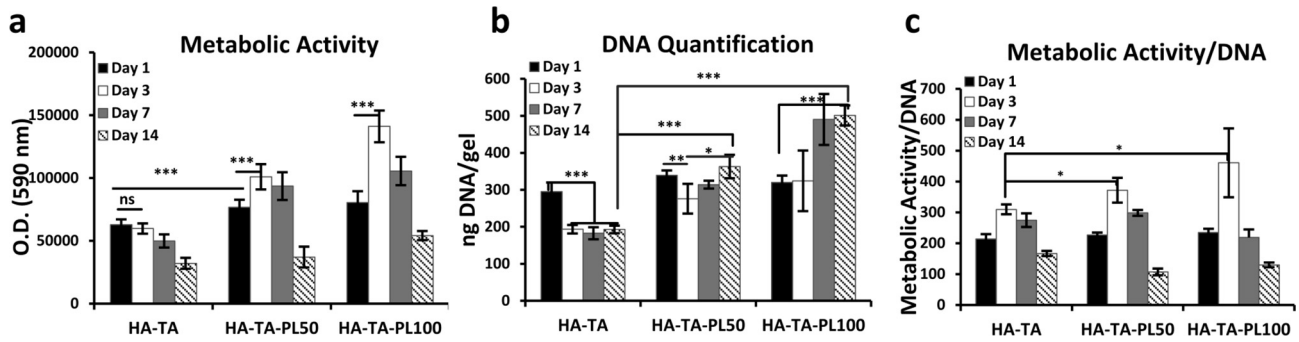 a
Metabolic Activity
200000
150000
100000
50000
0
O.D. (590 nm)
Day 1
Day 3
Day 7
Day 14
ns
***
***
***
HA-TA
HA-TA-PL50
HA-TA-PL100
b
DNA Quantification
600
500
400
300
200
100
0
ng DNA/gel
Day 1
Day 3
Day 7
Day 14
***
***
***
***
**
*
HA-TA
HA-TA-PL50
HA-TA-PL100
c
Metabolic Activity/DNA
700
600
500
400
300
200
100
0
Metabolic Activity/DNA
Day 1
Day 3
Day 7
Day 14
*
*
HA-TA
HA-TA-PL50
HA-TA-PL100